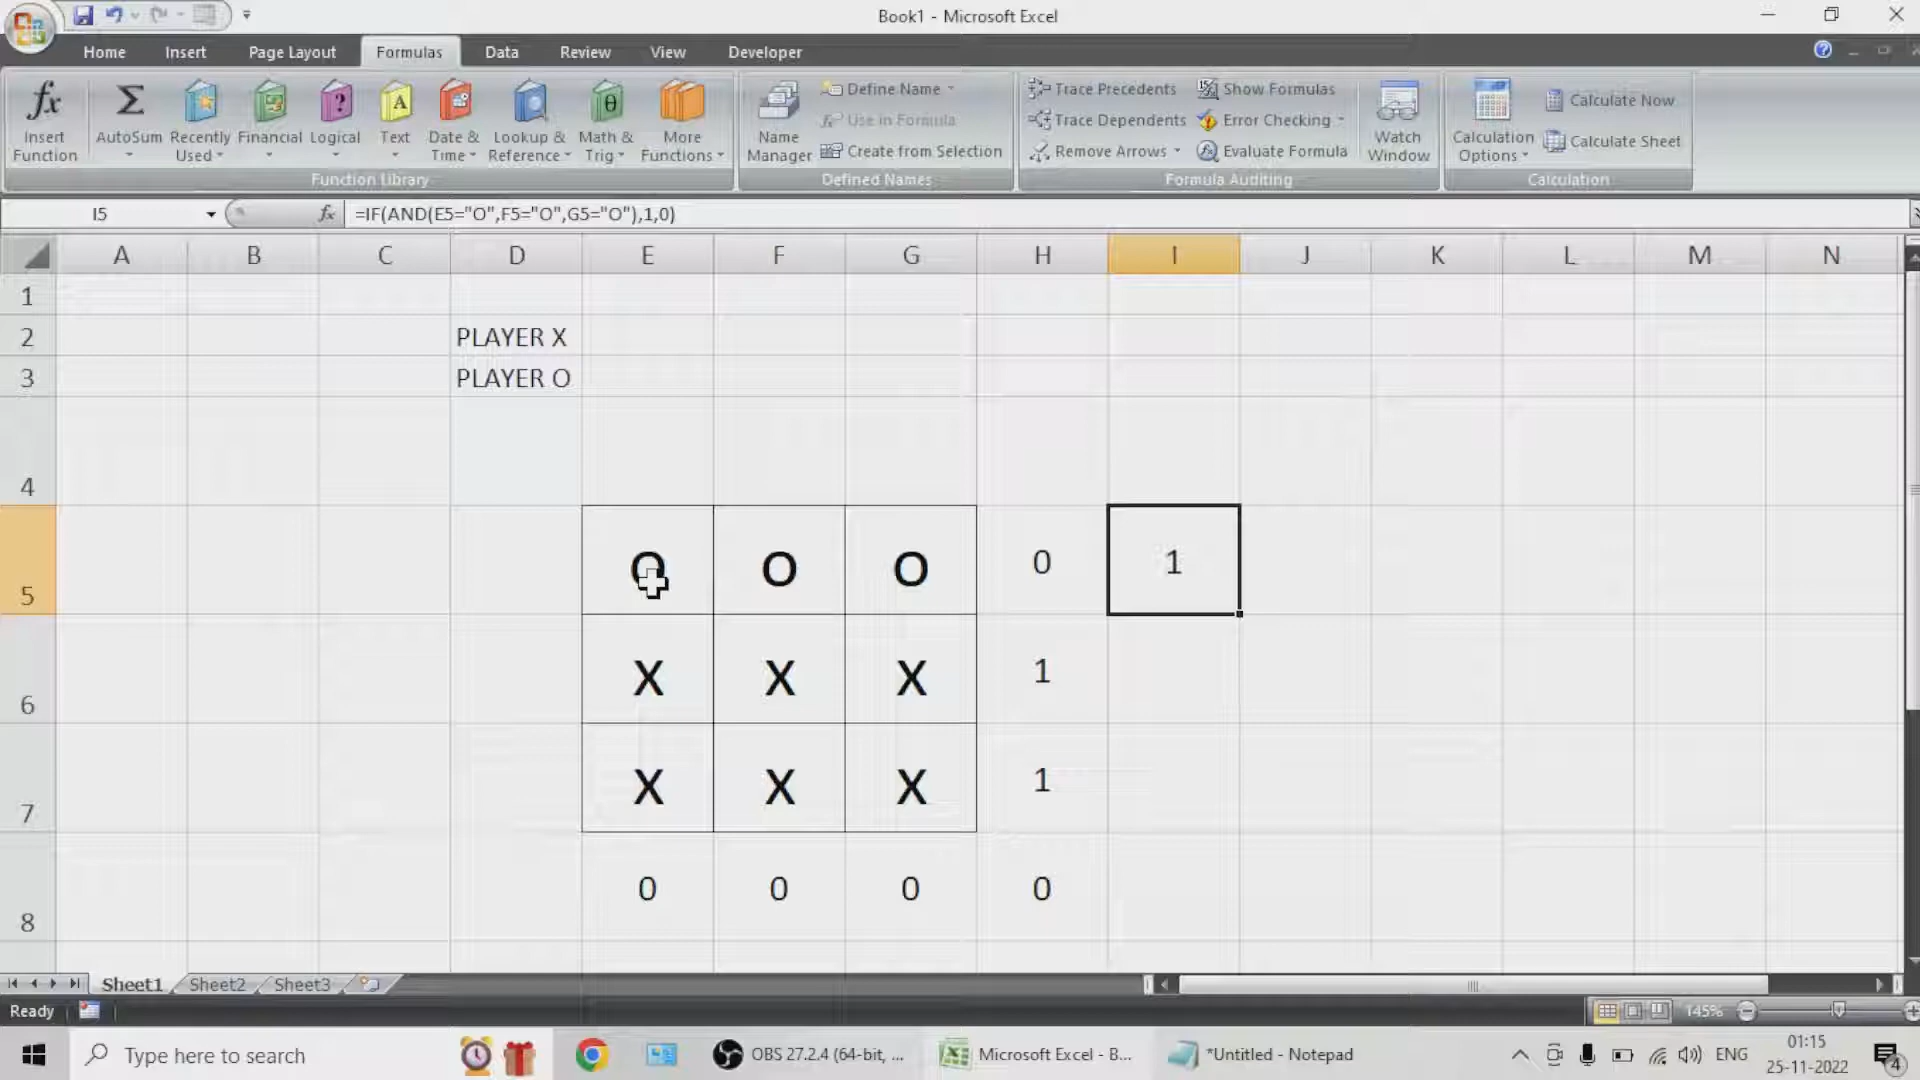 Book1 - Microsoft Excel
Home Insert Page Layout Formulas Data Review View Developer
fx Σ ? A θ
Insert Function
AutoSum
Recently Used
Financial
Logical
Text
Date & Time
Lookup & Reference
Math & Trig
More Functions
Function Library
Name Manager
Define Name
Use in Formula
Create from Selection
Defined Names
Trace Precedents
Trace Dependents
Remove Arrows
Show Formulas
Error Checking
Evaluate Formula
Watch Window
Formula Auditing
Calculation Options
Calculate Now
Calculate Sheet
Calculation
I5 fx =IF(AND(E5="O",F5="O",G5="O"),1,0)
A B C D E F G H I J K L M N
1
2 PLAYER X
3 PLAYER O
4
5 O O O 0 1
6 X X X 1
7 X X X 1
8 0 0 0 0
Sheet1 Sheet2 Sheet3
Ready 145%
Type here to search OBS 27.2.4 (64-bit, ... Microsoft Excel - B... *Untitled - Notepad ENG 01:15
25-11-2022 4